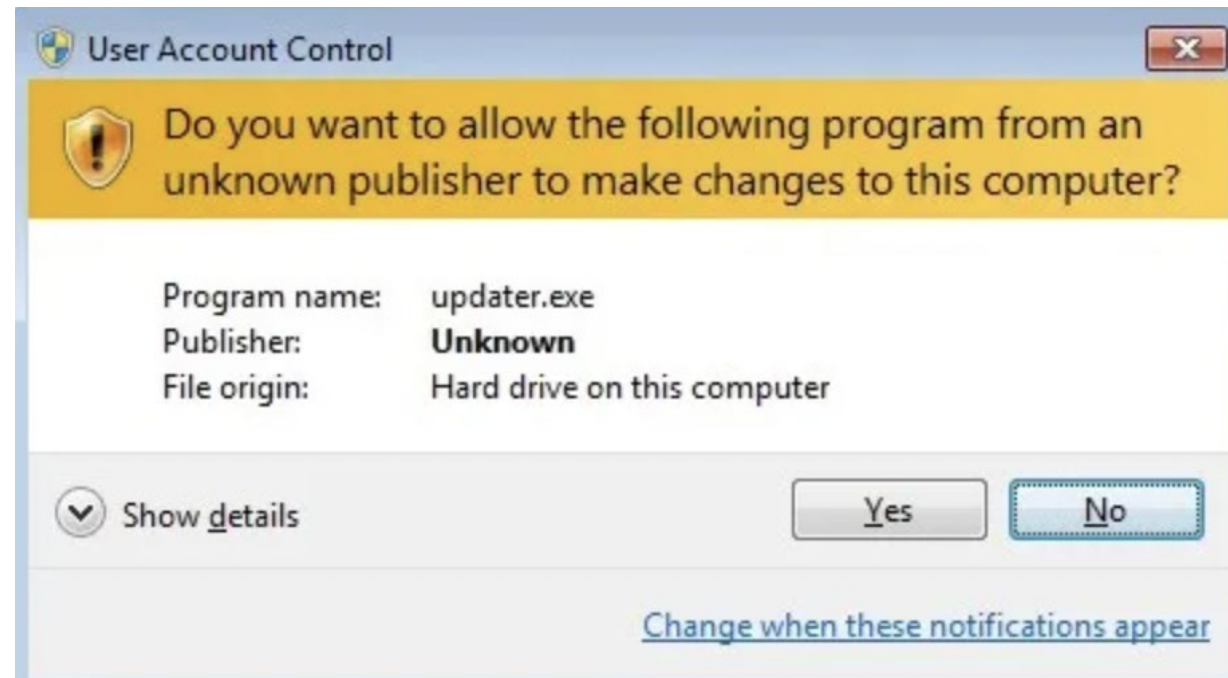 User Account Control
Do you want to allow the following program from an
unknown publisher to make changes to this computer?
Program name: updater.exe
Publisher: Unknown
File origin: Hard drive on this computer
Show details Yes No
Change when these notifications appear